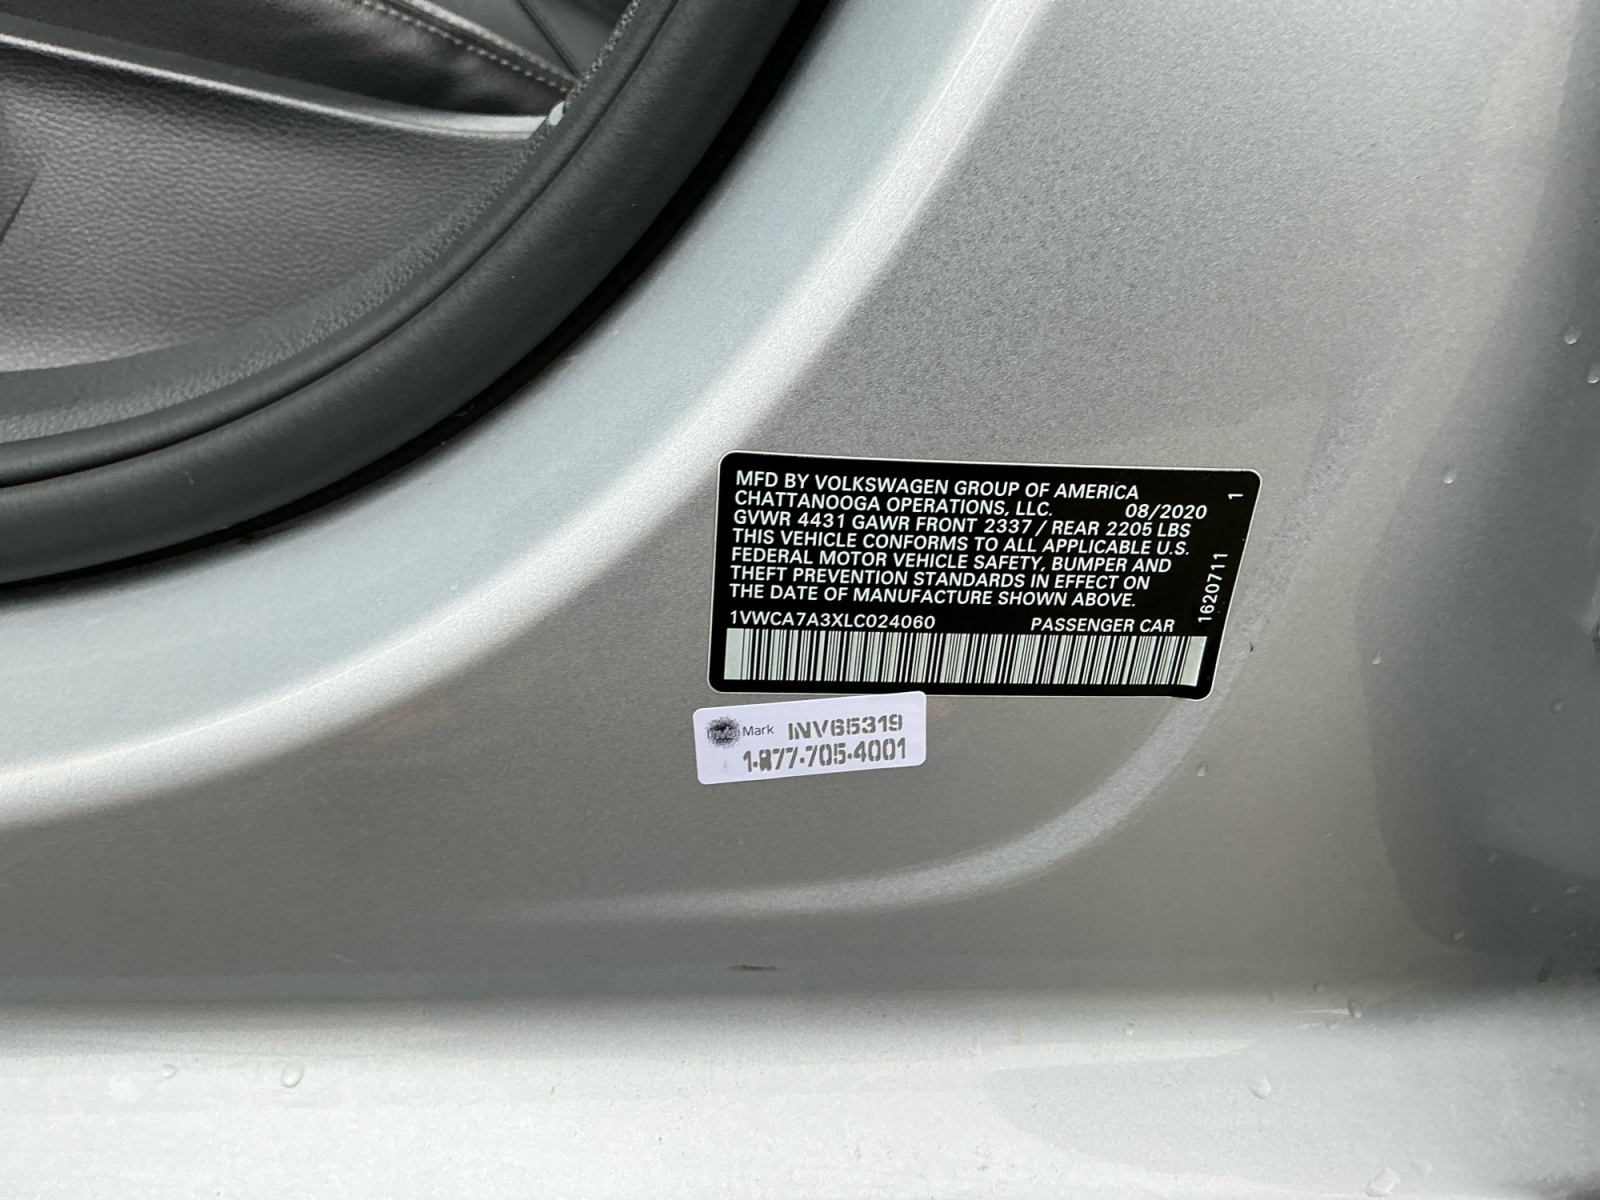 MFD BY VOLKSWAGEN GROUP OF AMERICA
CHATTANOOGA OPERATIONS, LLC. 08/2020
GVWR 4431 GAWR FRONT 2337 / REAR 2205 LBS
THIS VEHICLE CONFORMS TO ALL APPLICABLE U.S.
FEDERAL MOTOR VEHICLE SAFETY, BUMPER AND
THEFT PREVENTION STANDARDS IN EFFECT ON
THE DATE OF MANUFACTURE SHOWN ABOVE.
1VWCA7A3XLC024060 PASSENGER CAR
1620711 1
Mark INV65319
1-877-705-4001